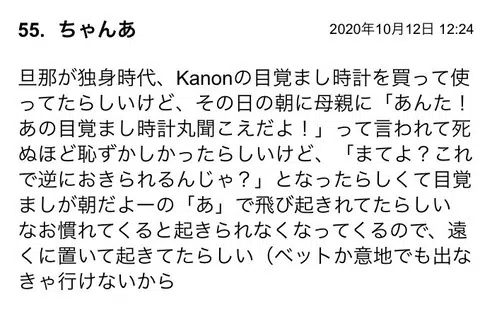 55. ちゃんあ 2020年10月12日 12:24
旦那が独身時代、Kanonの目覚まし時計を買って使
ってたらしいけど、その日の朝に母親に「あんた！
あの目覚まし時計丸聞こえだよ！」って言われて死
ぬほど恥ずかしかったらしいけど、「まてよ？これ
で逆におきられるんじゃ？」となったらしくて目覚
ましが朝だよーの「あ」で飛び起きれてたらしい
なお慣れてくると起きられなくなってくるので、遠
くに置いて起きてたらしい（ベットか意地でも出な
きゃ行けないから